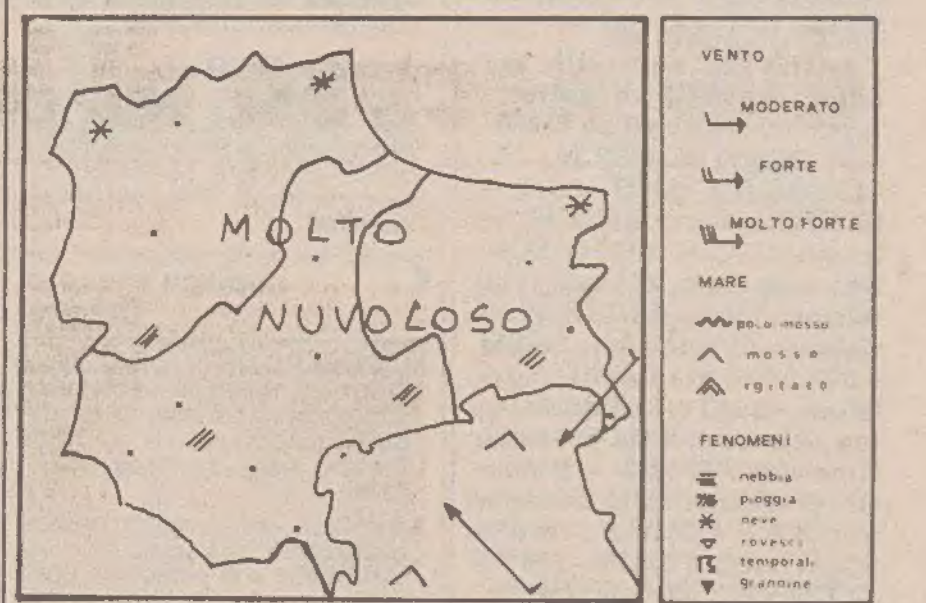 MOLTO
NUVOLOSO
VENTO
MODERATO
FORTE
MOLTO FORTE
MARE
poco mosso
mosso
agitato
FENOMENI
nebbia
pioggia
neve
rovesci
temporali
grandine